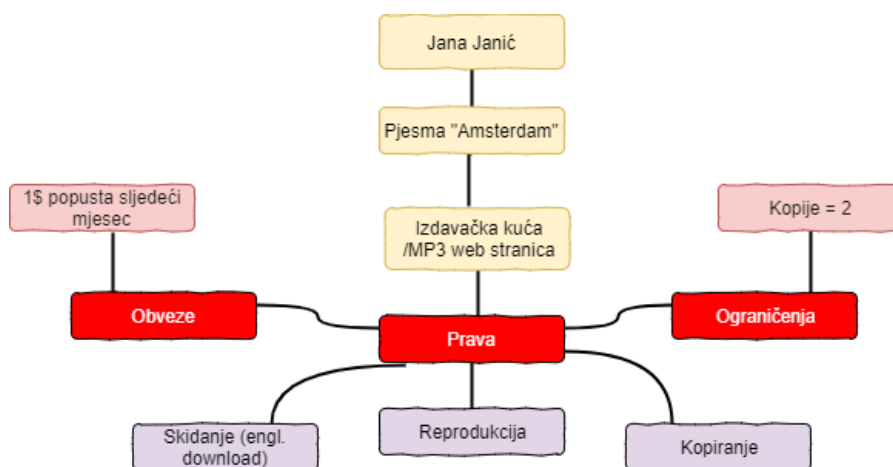 Jana Janić
Pjesma "Amsterdam"
1$ popusta sljedeći
mjesec
Izdavačka kuća
/MP3 web stranica
Kopije = 2
Obveze
Prava
Ograničenja
Skidanje (engl.
download)
Reprodukcija
Kopiranje